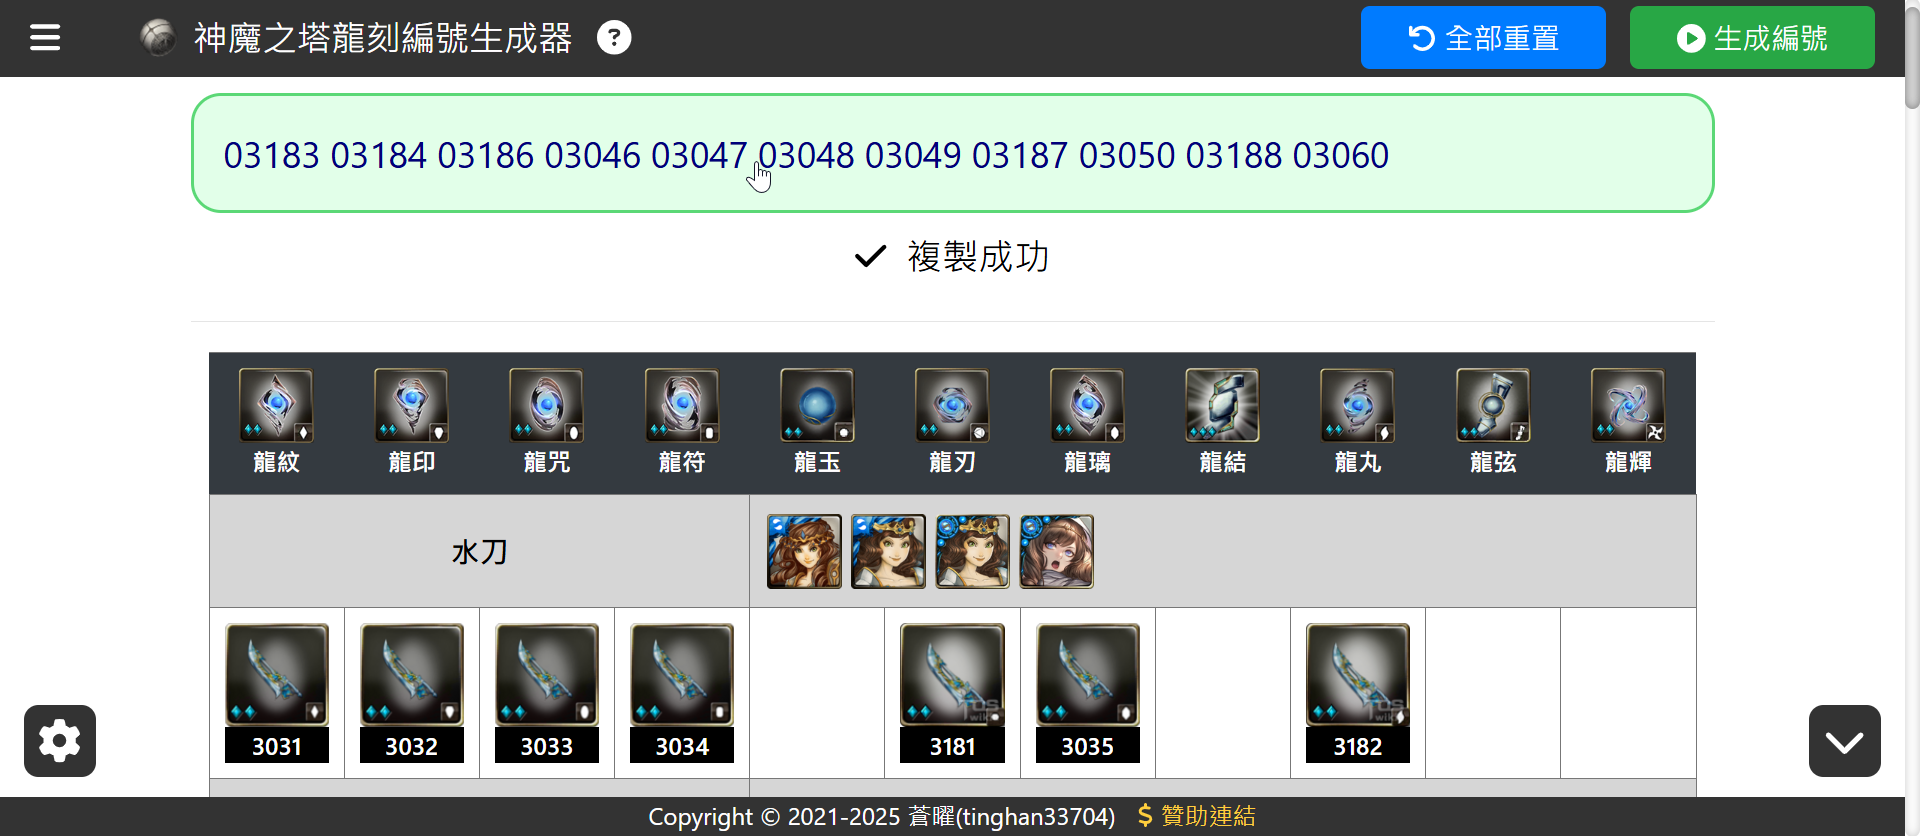 神魔之塔龍刻編號生成器 ?
全部重置
生成編號
03183 03184 03186 03046 03047 03048 03049 03187 03050 03188 03060
複製成功
龍紋 龍印 龍咒 龍符 龍玉 龍刃 龍璃 龍結 龍丸 龍弦 龍輝
水刀
3031 3032 3033 3034 3181 3035 3182
Copyright © 2021-2025 蒼曜(tinghan33704) $ 贊助連結